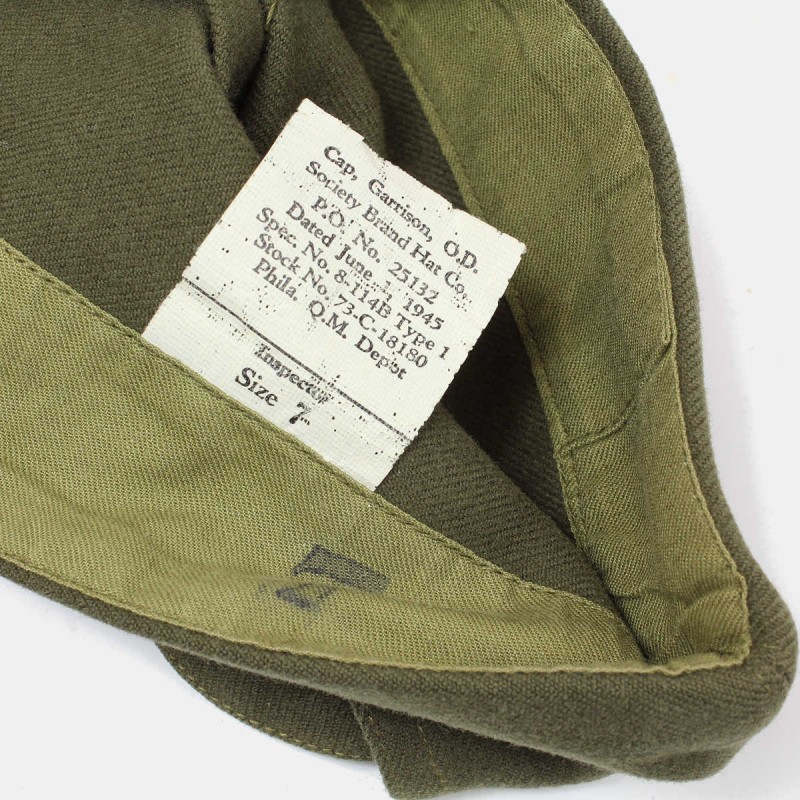 Cap, Garrison, O.D.
Society Brand Hat Co.
P.O. No. 25132
Dated June 1, 1945
Spec. No. 8-114B Type 1
Stock No. 73-C-18180
Phila. Q.M. Depot
Inspector
Size 7
7